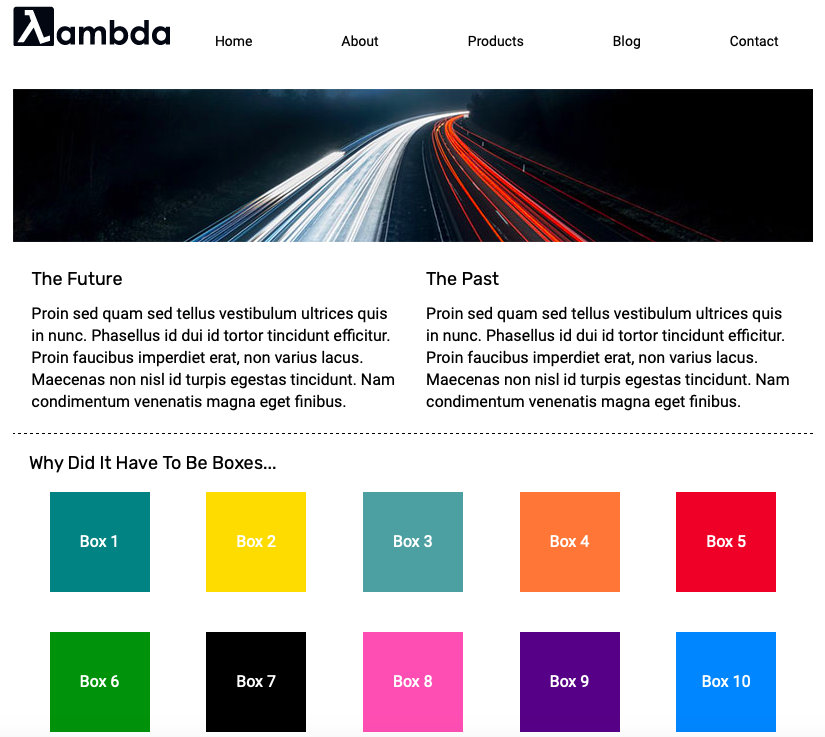 λambda
Home About Products Blog Contact
The Future
Proin sed quam sed tellus vestibulum ultrices quis
in nunc. Phasellus id dui id tortor tincidunt efficitur.
Proin faucibus imperdiet erat, non varius lacus.
Maecenas non nisl id turpis egestas tincidunt. Nam
condimentum venenatis magna eget finibus.
The Past
Proin sed quam sed tellus vestibulum ultrices quis
in nunc. Phasellus id dui id tortor tincidunt efficitur.
Proin faucibus imperdiet erat, non varius lacus.
Maecenas non nisl id turpis egestas tincidunt. Nam
condimentum venenatis magna eget finibus.
Why Did It Have To Be Boxes...
Box 1 Box 2 Box 3 Box 4 Box 5
Box 6 Box 7 Box 8 Box 9 Box 10